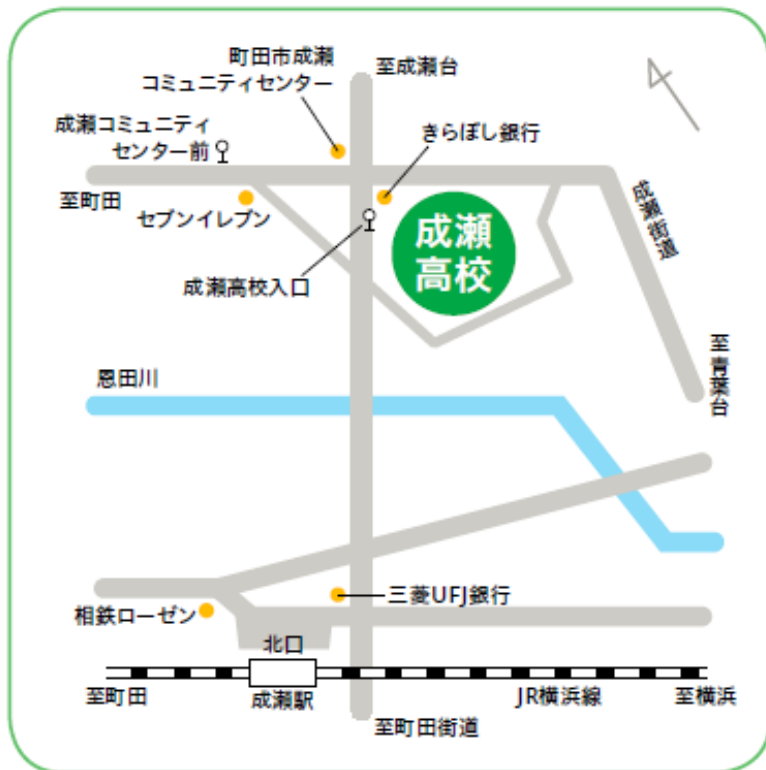 町田市成瀬
コミュニティセンター
至成瀬台
成瀬コミュニティ
センター前
きらぼし銀行
至町田
セブンイレブン
成瀬街道
成瀬
高校
成瀬高校入口
至青葉台
恩田川
三菱UFJ銀行
相鉄ローゼン
北口
至町田
成瀬駅
JR横浜線
至横浜
至町田街道